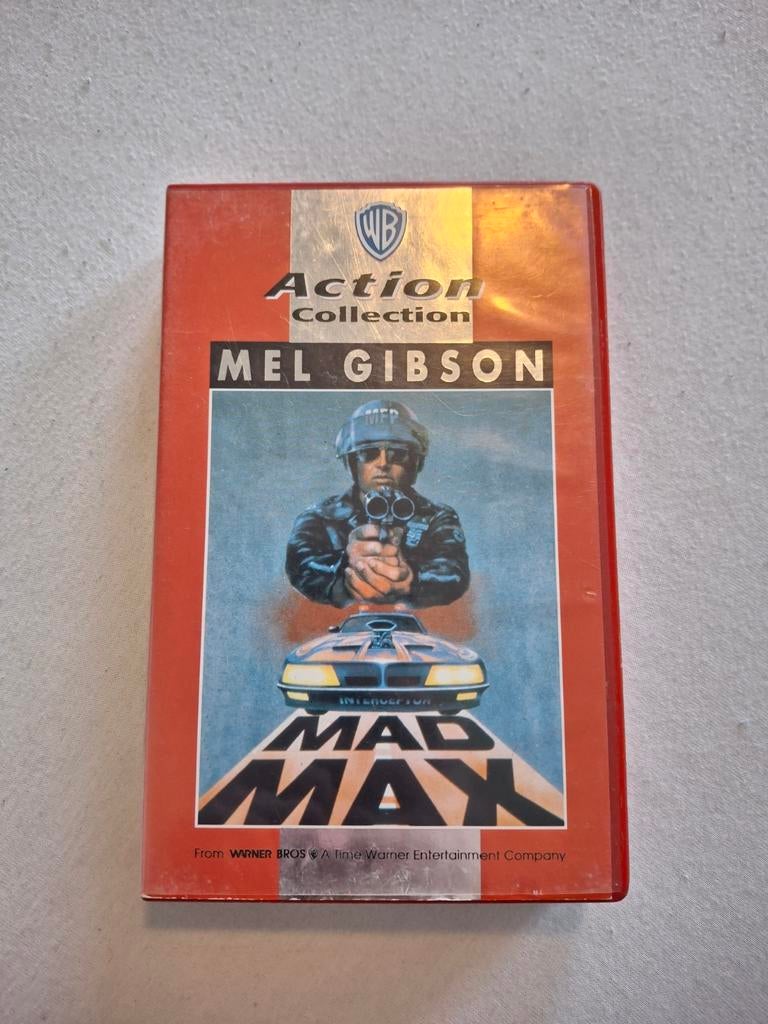 WB
Action
Collection
MEL GIBSON
MFP
INTERCEPTOR
MAD
MAX
From WARNER BROS A Time Warner Entertainment Company